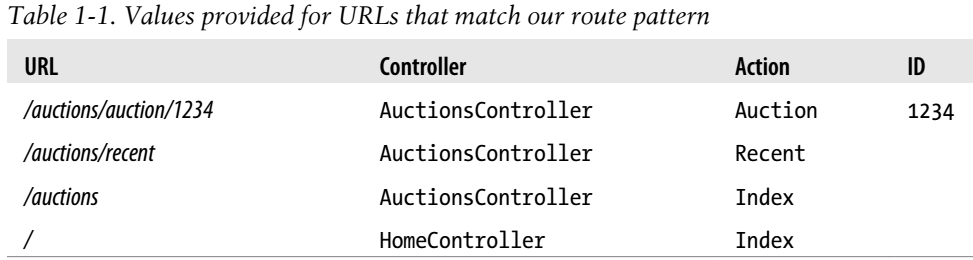 Table 1-1. Values provided for URLs that match our route pattern
URL Controller Action ID
/auctions/auction/1234 AuctionsController Auction 1234
/auctions/recent AuctionsController Recent
/auctions AuctionsController Index
/ HomeController Index